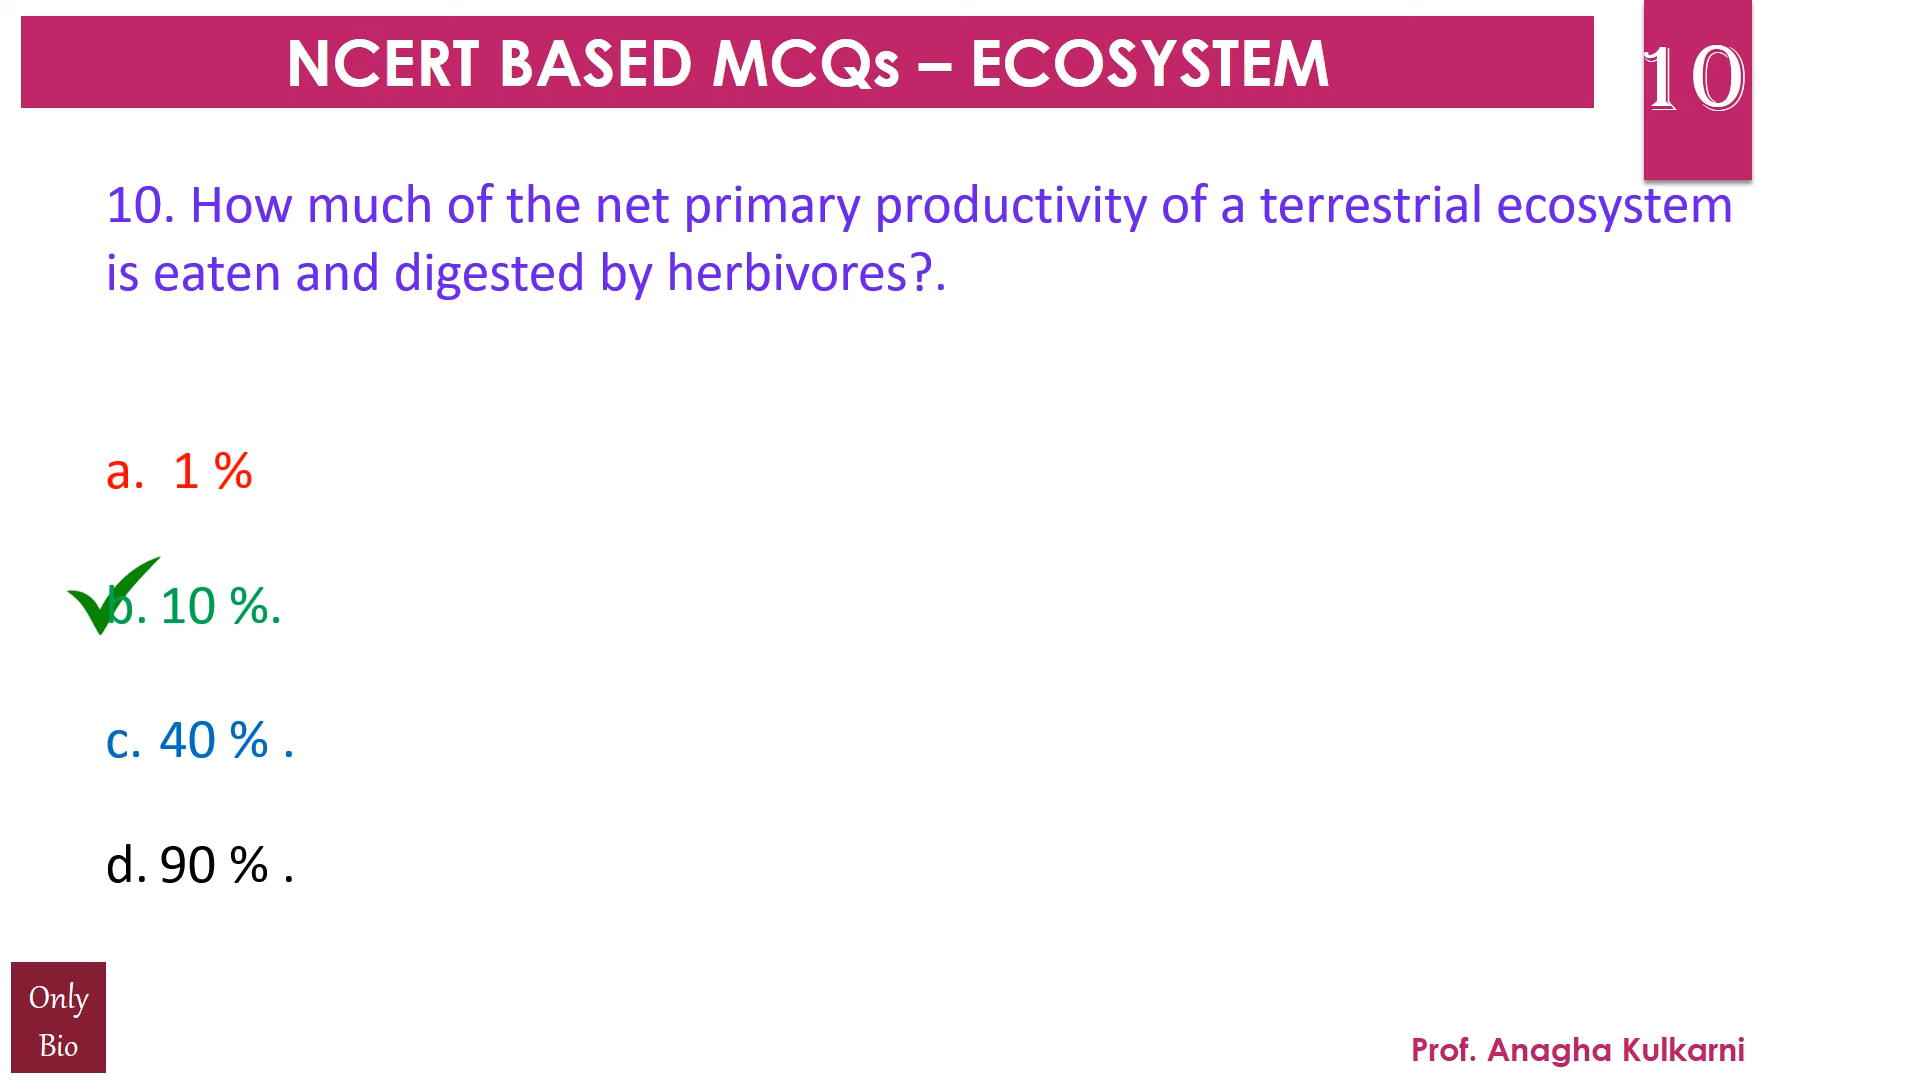 NCERT BASED MCQs – ECOSYSTEM
10
10. How much of the net primary productivity of a terrestrial ecosystem
is eaten and digested by herbivores?.
a. 1 %
b. 10 %.
c. 40 % .
d. 90 % .
Only
Bio
Prof. Anagha Kulkarni